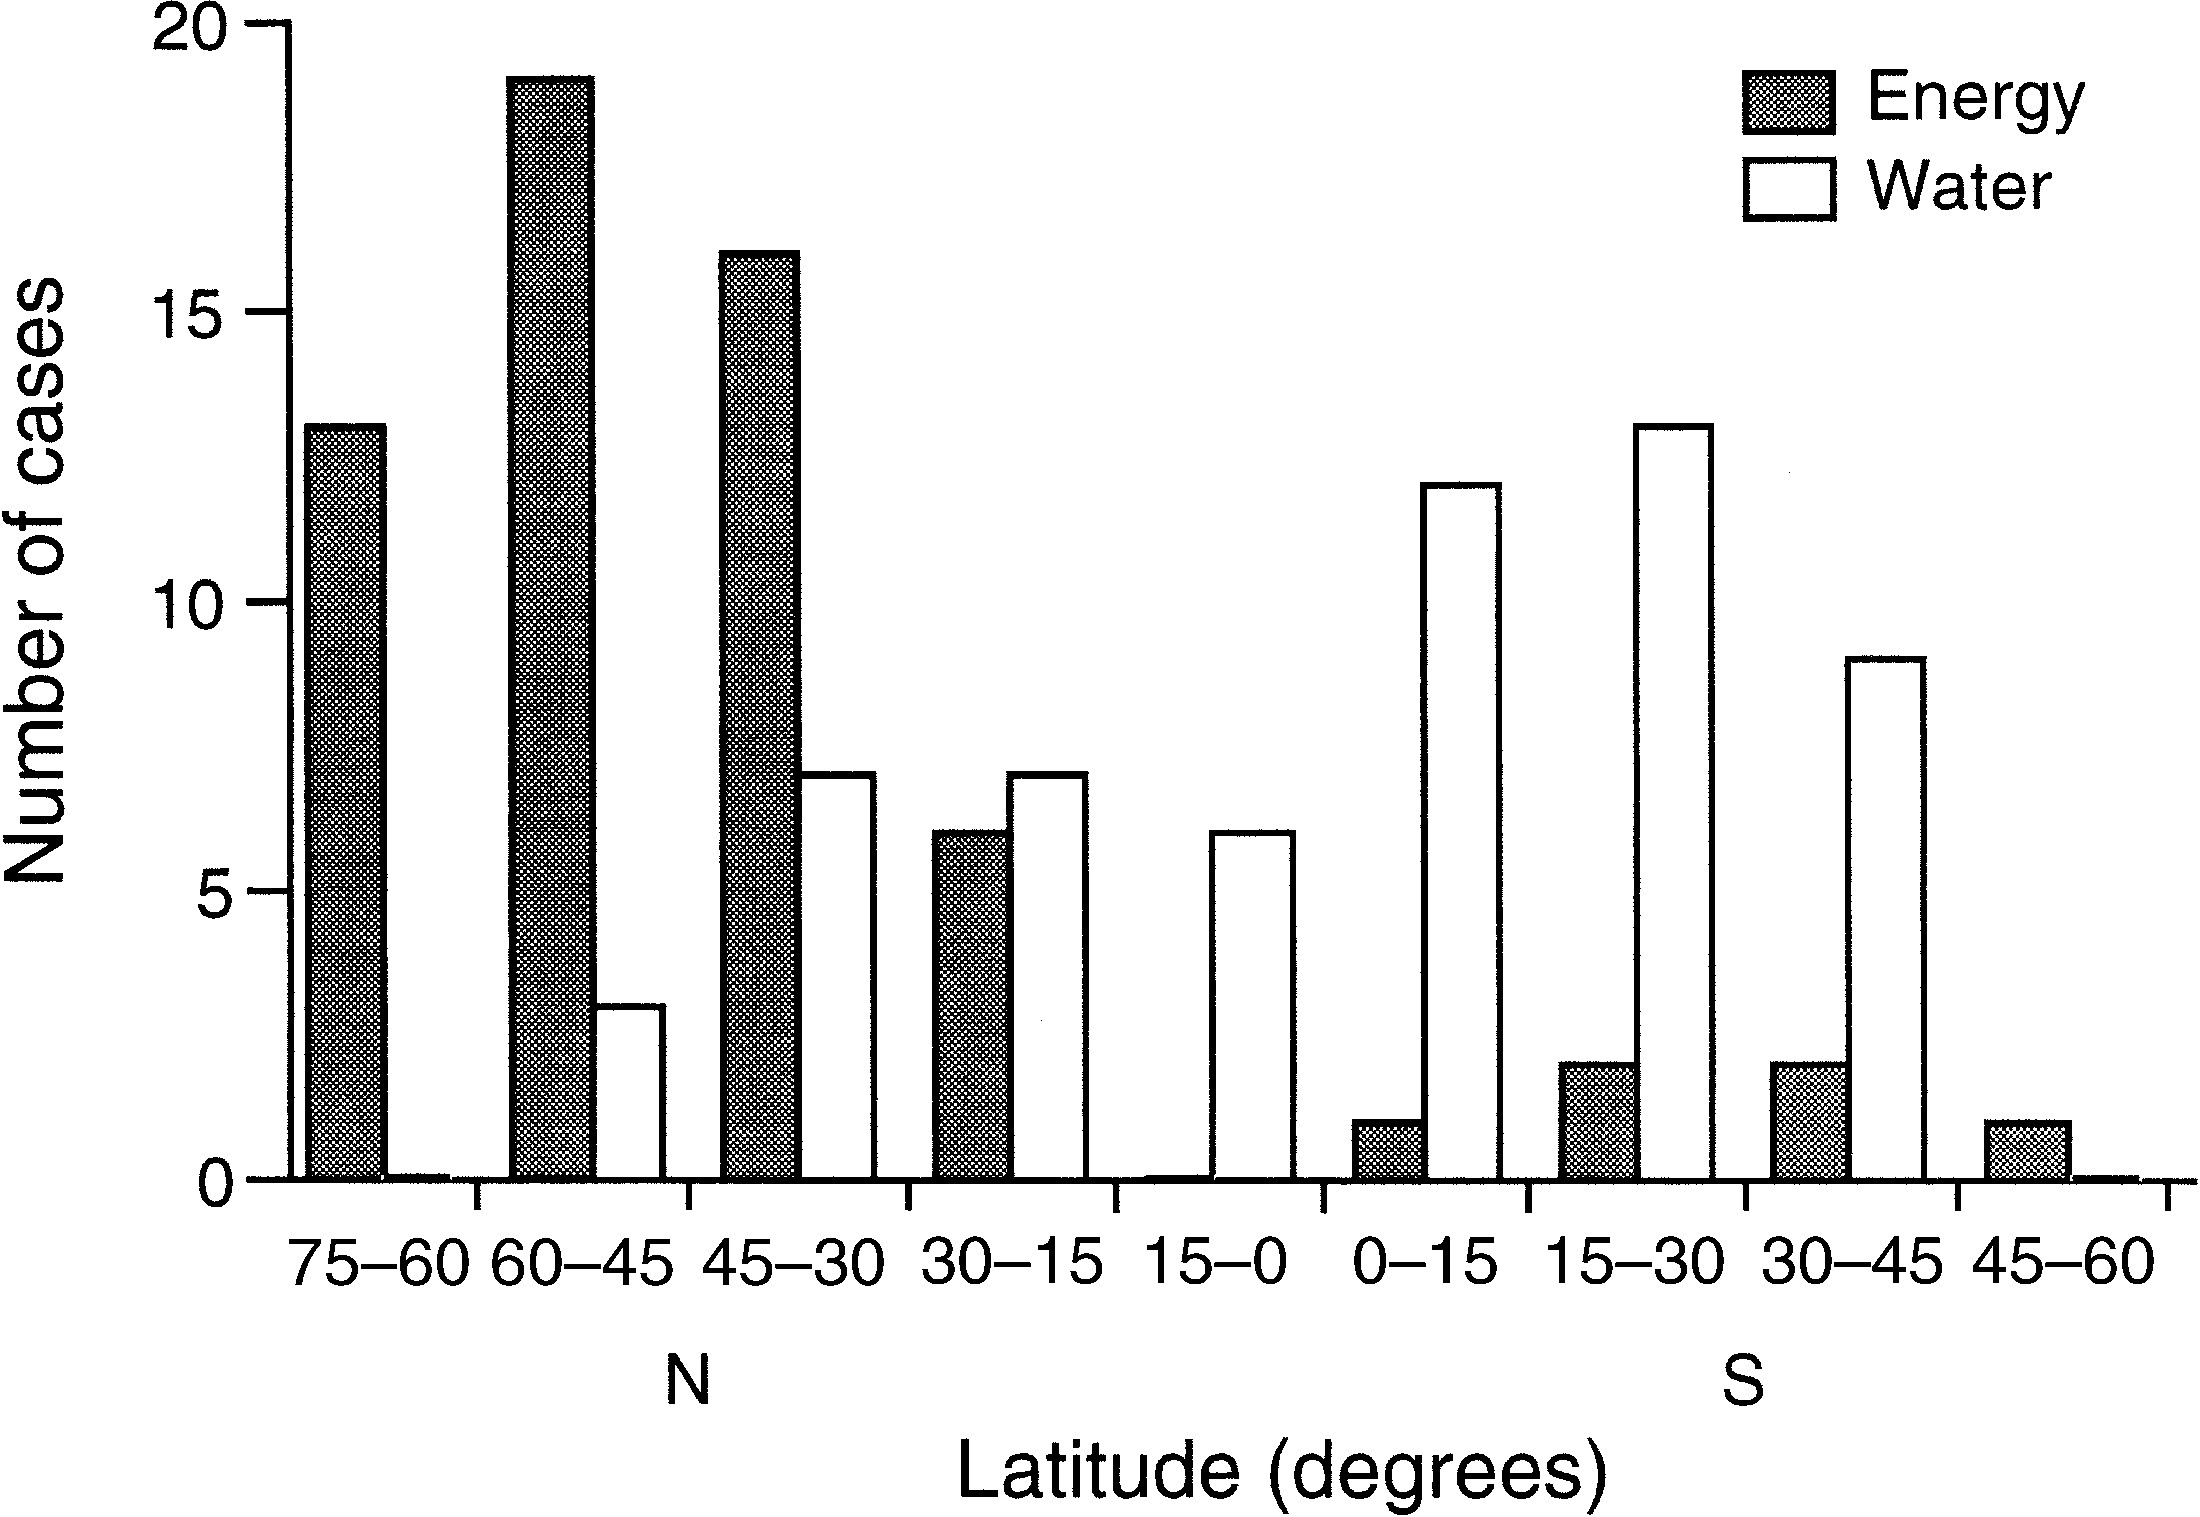 Energy
Water
Number of cases
20
15
10
5
0
75–60 60–45 45–30 30–15 15–0 0–15 15–30 30–45 45–60
N S
Latitude (degrees)